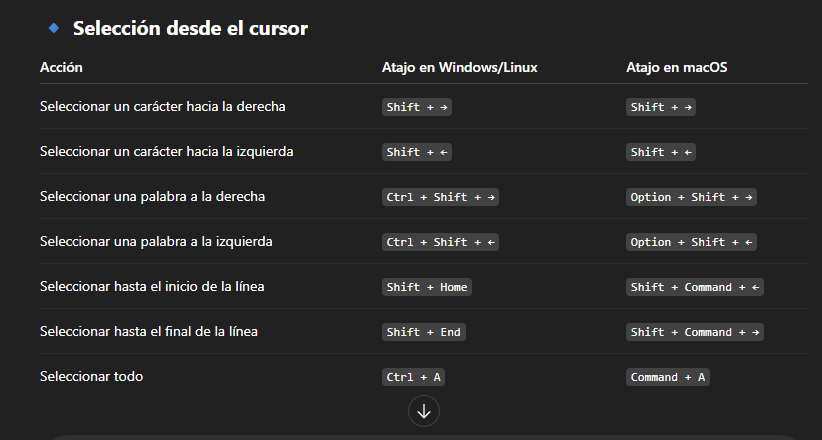 Selección desde el cursor
Acción Atajo en Windows/Linux Atajo en macOS
Seleccionar un carácter hacia la derecha Shift + → Shift + →
Seleccionar un carácter hacia la izquierda Shift + ← Shift + ←
Seleccionar una palabra a la derecha Ctrl + Shift + → Option + Shift + →
Seleccionar una palabra a la izquierda Ctrl + Shift + ← Option + Shift + ←
Seleccionar hasta el inicio de la línea Shift + Home Shift + Command + ←
Seleccionar hasta el final de la línea Shift + End Shift + Command + →
Seleccionar todo Ctrl + A Command + A